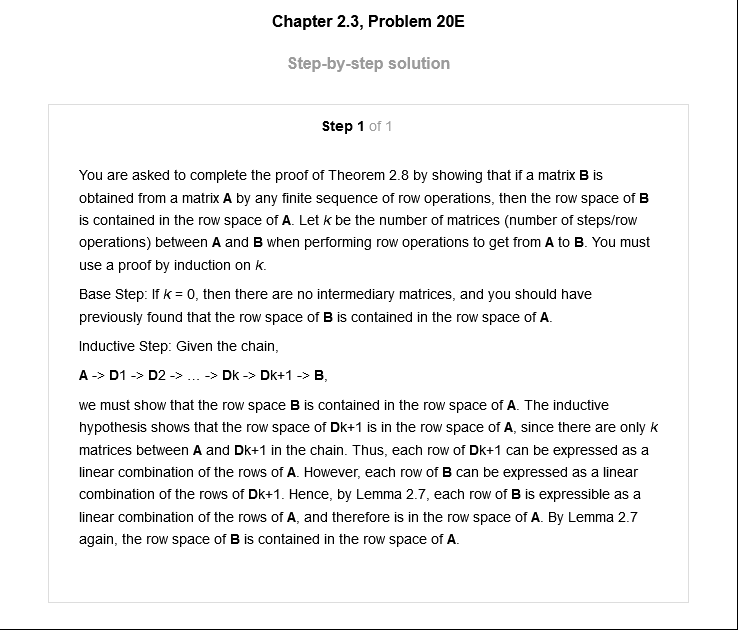 Chapter 2.3, Problem 20E
Step-by-step solution
Step 1 of 1
You are asked to complete the proof of Theorem 2.8 by showing that if a matrix B is
obtained from a matrix A by any finite sequence of row operations, then the row space of B
is contained in the row space of A. Let k be the number of matrices (number of steps/row
operations) between A and B when performing row operations to get from A to B. You must
use a proof by induction on k.
Base Step: If k = 0, then there are no intermediary matrices, and you should have
previously found that the row space of B is contained in the row space of A.
Inductive Step: Given the chain,
A -> D1 -> D2 -> ... -> Dk -> Dk+1 -> B,
we must show that the row space B is contained in the row space of A. The inductive
hypothesis shows that the row space of Dk+1 is in the row space of A, since there are only k
matrices between A and Dk+1 in the chain. Thus, each row of Dk+1 can be expressed as a
linear combination of the rows of A. However, each row of B can be expressed as a linear
combination of the rows of Dk+1. Hence, by Lemma 2.7, each row of B is expressible as a
linear combination of the rows of A, and therefore is in the row space of A. By Lemma 2.7
again, the row space of B is contained in the row space of A.